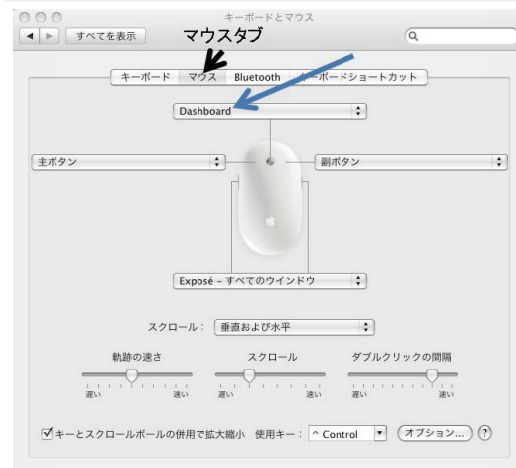 キーボードとマウス
すべてを表示
マウスタブ
キーボード マウス Bluetooth キーボードショートカット
Dashboard
主ボタン 副ボタン
Exposé – すべてのウインドウ
スクロール： 垂直および水平
軌跡の速さ スクロール ダブルクリックの間隔
遅い 速い 遅い 速い 遅い 速い
キーとスクロールボールの併用で拡大縮小 使用キー： ^ Control オプション... ?